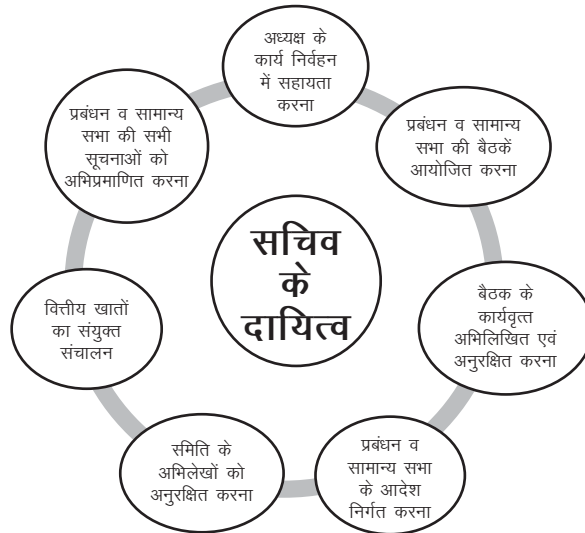 अध्यक्ष के
कार्य निर्वहन
में सहायता
करना
प्रबंधन व सामान्य
सभा की बैठकें
आयोजित करना
बैठक के
कार्यवृत्त
अभिलिखित एवं
अनुरक्षित करना
प्रबंधन व
सामान्य सभा
के आदेश
निर्गत करना
समिति के
अभिलेखों को
अनुरक्षित करना
वित्तीय खातों
का संयुक्त
संचालन
प्रबंधन व सामान्य
सभा की सभी
सूचनाओं को
अभिप्रमाणित करना
सचिव
के
दायित्व